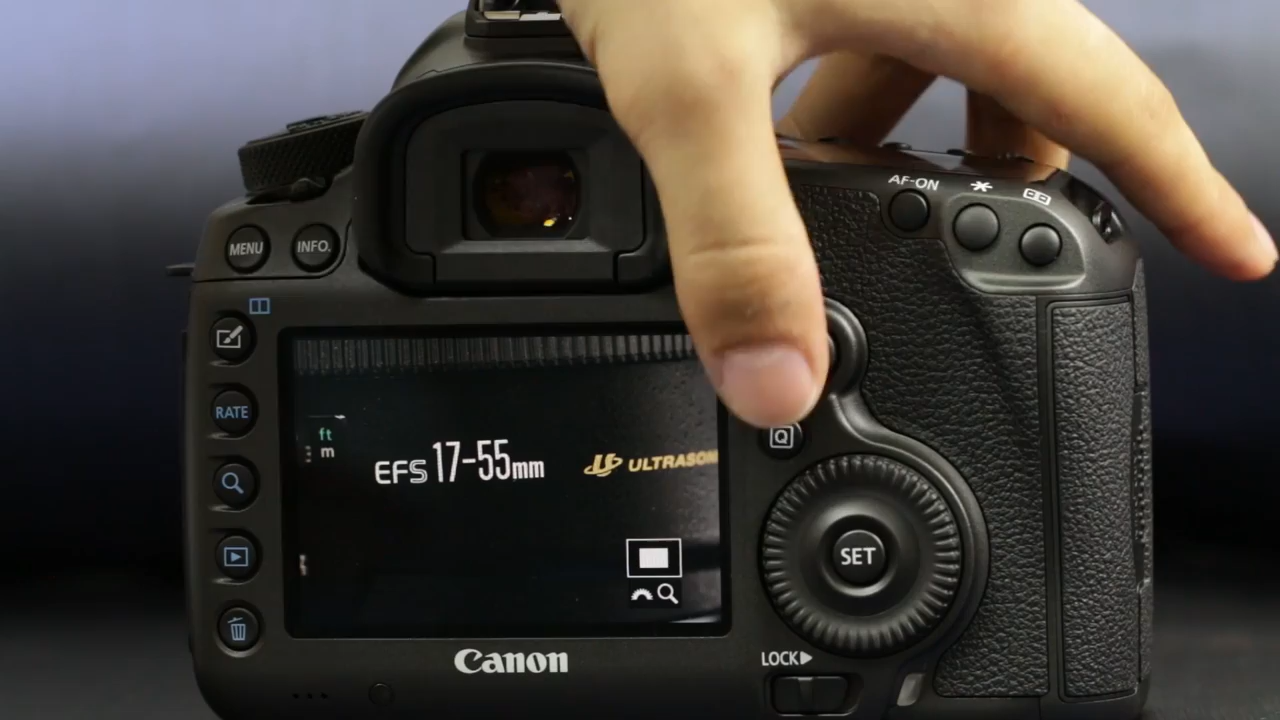 AF-ON
MENU
INFO.
RATE
ft
m
EFS 17-55mm
ULTRASON
Q
SET
Canon
LOCK